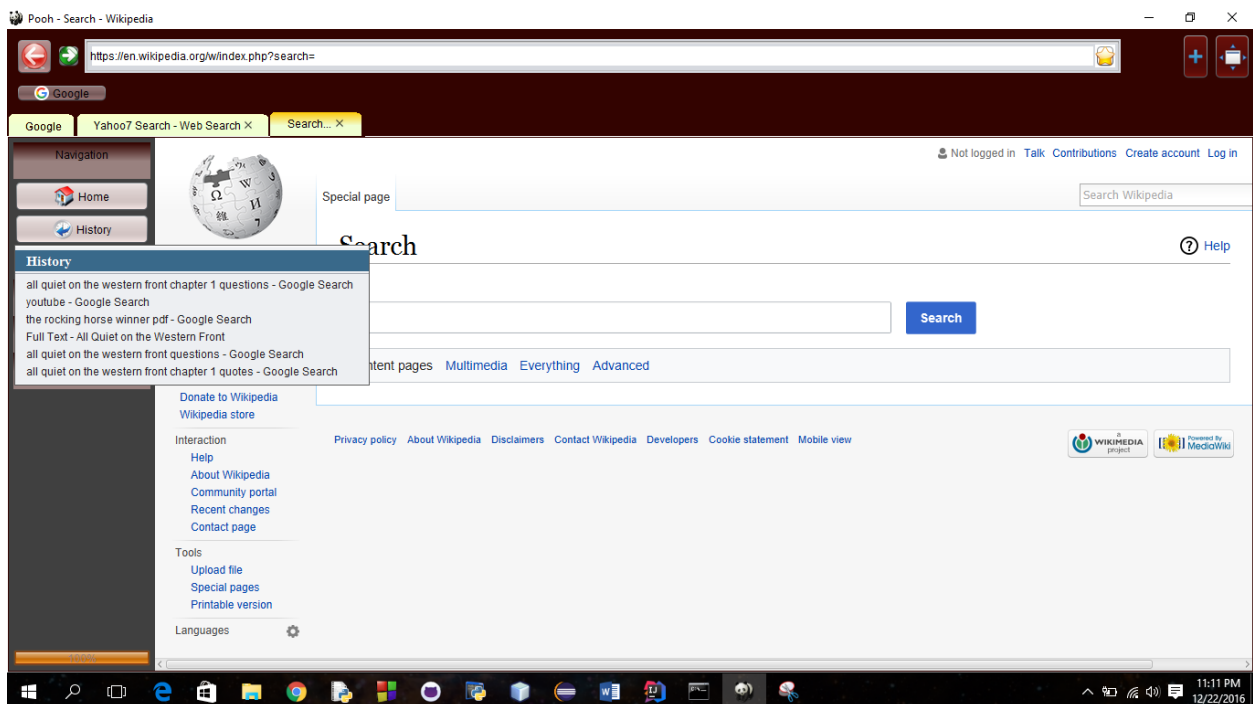 Pooh - Search - Wikipedia
https://en.wikipedia.org/w/index.php?search=
Google
Google
Yahoo7 Search - Web Search ×
Search... ×
Navigation
Home
History
History
all quiet on the western front chapter 1 questions - Google Search
youtube - Google Search
the rocking horse winner pdf - Google Search
Full Text - All Quiet on the Western Front
all quiet on the western front questions - Google Search
all quiet on the western front chapter 1 quotes - Google Search
Not logged in Talk Contributions Create account Log in
Special page
Search Wikipedia
Search
Help
Search
pages Multimedia Everything Advanced
Donate to Wikipedia
Wikipedia store
Interaction
Help
About Wikipedia
Community portal
Recent changes
Contact page
Tools
Upload file
Special pages
Printable version
Languages
Privacy policy About Wikipedia Disclaimers Contact Wikipedia Developers Cookie statement Mobile view
A WIKIMEDIA project
Powered By MediaWiki
100%
11:11 PM
12/22/2016